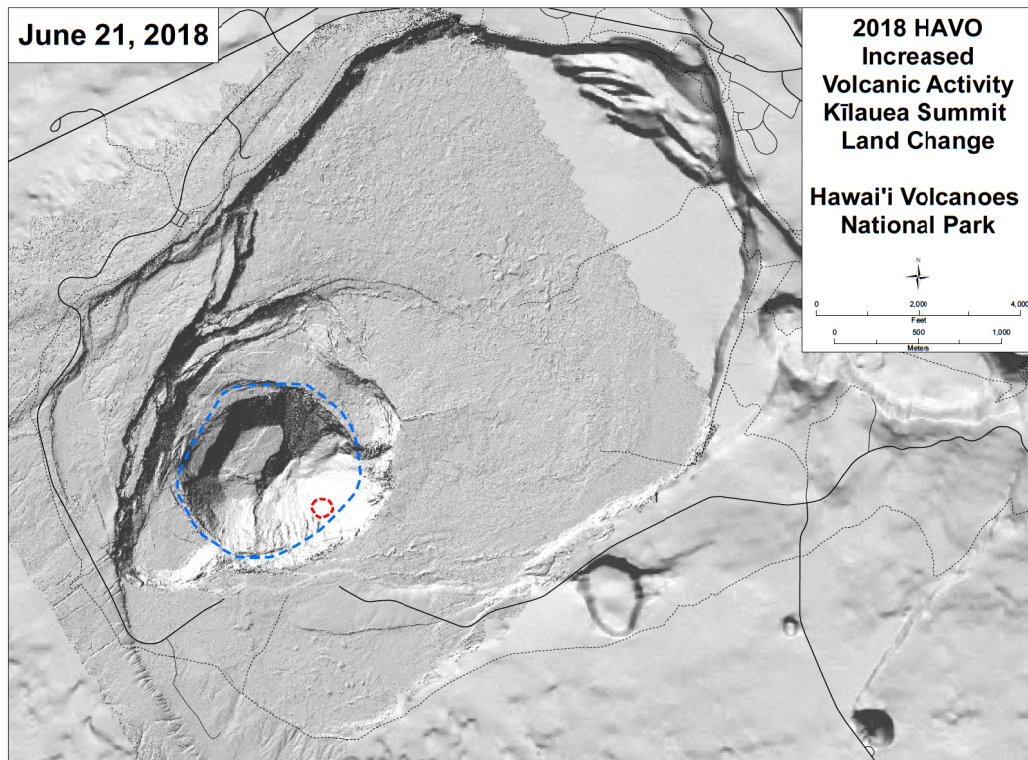 June 21, 2018
2018 HAVO
Increased
Volcanic Activity
Kīlauea Summit
Land Change
Hawai'i Volcanoes
National Park
N
0 2,000 4,000
Feet
0 500 1,000
Meters